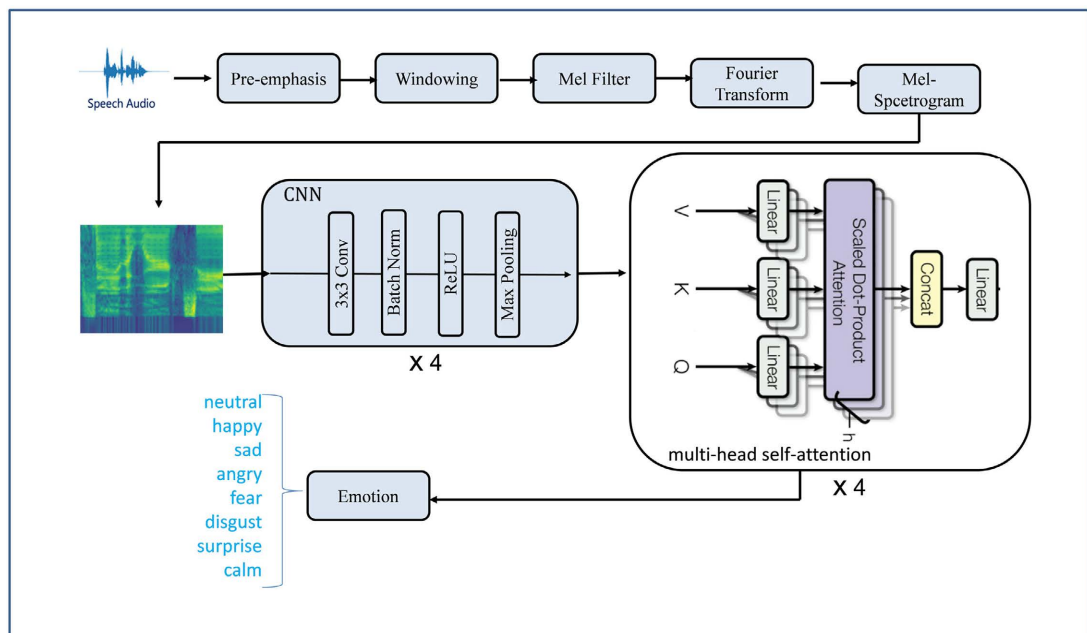 Speech Audio
Pre-emphasis
Windowing
Mel Filter
Fourier
Transform
Mel-
Spcetrogram
CNN
3x3 Conv
Batch Norm
ReLU
Max Pooling
X 4
V
K
Q
Linear
Linear
Linear
Scaled Dot-Product
Attention
h
Concat
Linear
multi-head self-attention
X 4
Emotion
neutral
happy
sad
angry
fear
disgust
surprise
calm